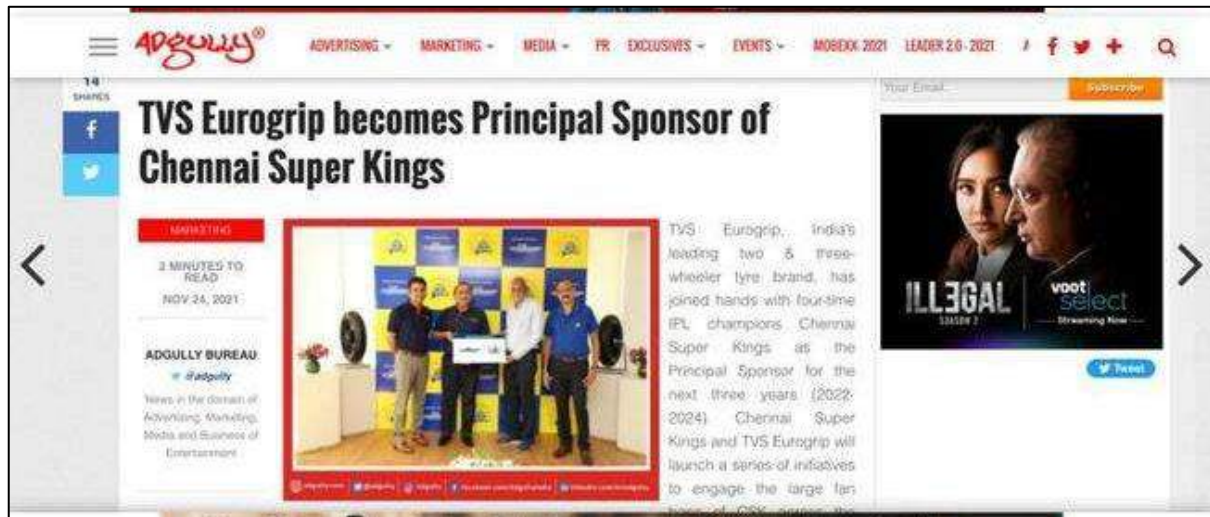 ADGULLY®
ADVERTISING MARKETING MEDIA PR EXCLUSIVES EVENTS MOBEXX 2021 LEADER 2.0 - 2021
14
SHARES
Your Email..
Subscribe
TVS Eurogrip becomes Principal Sponsor of
Chennai Super Kings
MARKETING
2 MINUTES TO
READ
NOV 24, 2021
ADGULLY BUREAU
@adgully
News in the domain of
Advertising, Marketing,
Media and Business of
Entertainment
TVS Eurogrip, India's
leading two & three-
wheeler tyre brand, has
joined hands with four-time
IPL champions Chennai
Super Kings as the
Principal Sponsor for the
next three years (2022-
2024). Chennai Super
Kings and TVS Eurogrip will
launch a series of initiatives
to engage the large fan
base of CSK across the
ILLEGAL
SEASON 2
voot
select
Streaming Now
Tweet